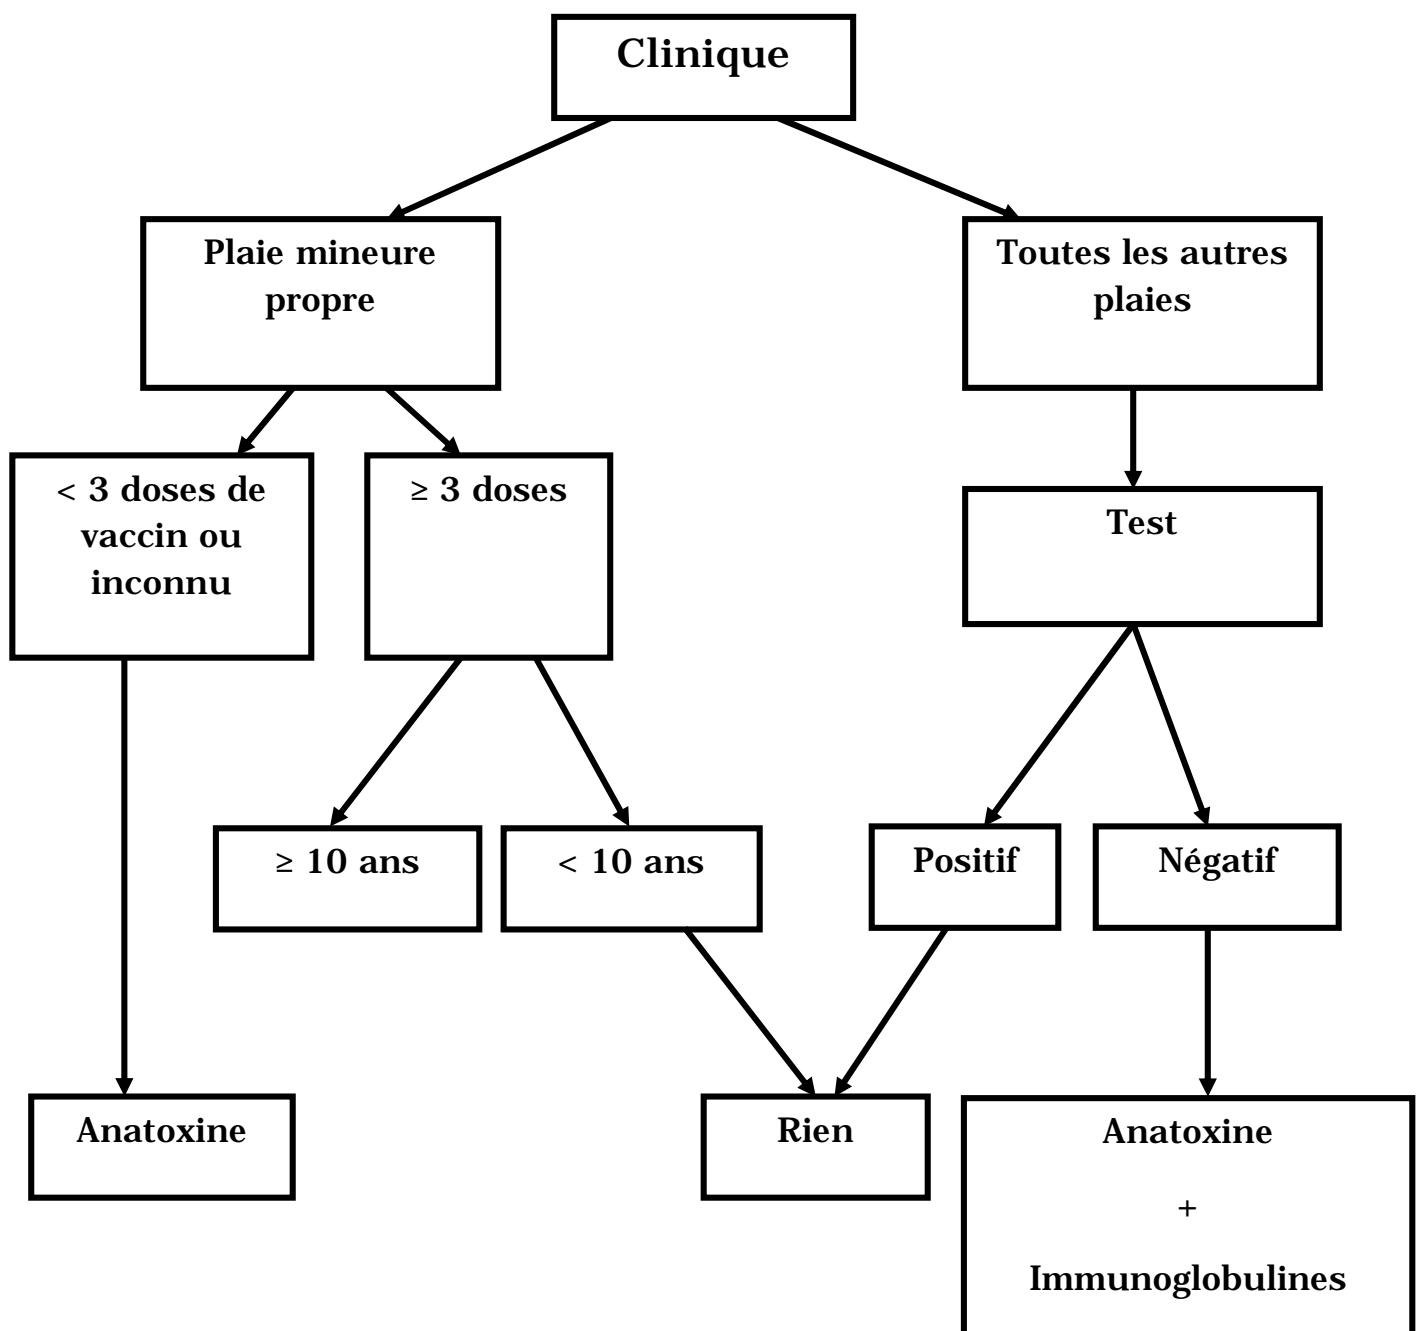 Clinique
Plaie mineure
propre
Toutes les autres
plaies
< 3 doses de
vaccin ou
inconnu
≥ 3 doses
Test
≥ 10 ans
< 10 ans
Positif
Négatif
Anatoxine
Rien
Anatoxine
+
Immunoglobulines